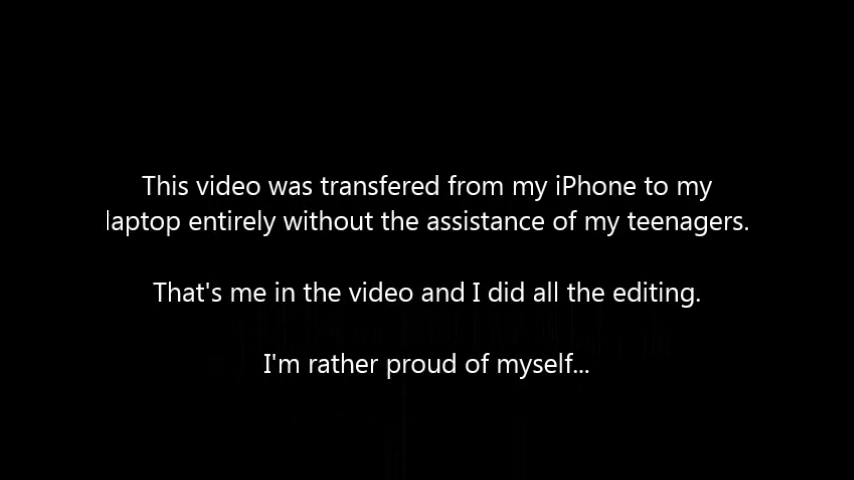 This video was transfered from my iPhone to my
laptop entirely without the assistance of my teenagers.
That's me in the video and I did all the editing.
I'm rather proud of myself...